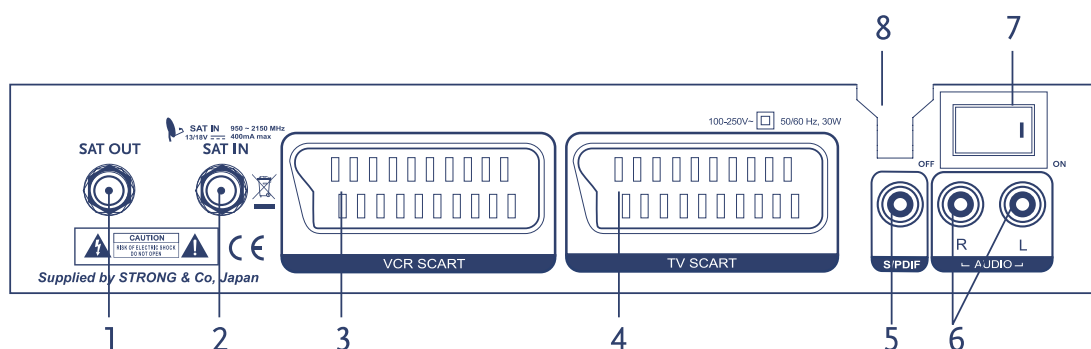 8
7
SAT IN 950 ~ 2150 MHz
13/18V 400mA max
100-250V~ 50/60 Hz, 30W
SAT OUT
SAT IN
OFF
ON
CAUTION
RISK OF ELECTRIC SHOCK
DO NOT OPEN
CE
R
L
VCR SCART
TV SCART
S/PDIF
AUDIO
Supplied by STRONG & Co, Japan
1
2
3
4
5
6